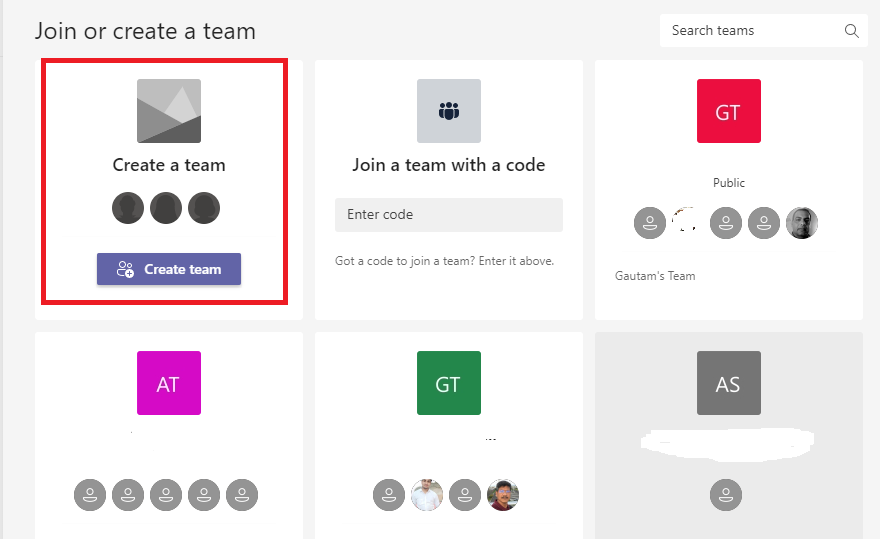 Join or create a team
Search teams
Create a team
Create team
Join a team with a code
Enter code
Got a code to join a team? Enter it above.
GT
Public
Gautam's Team
AT
GT
AS